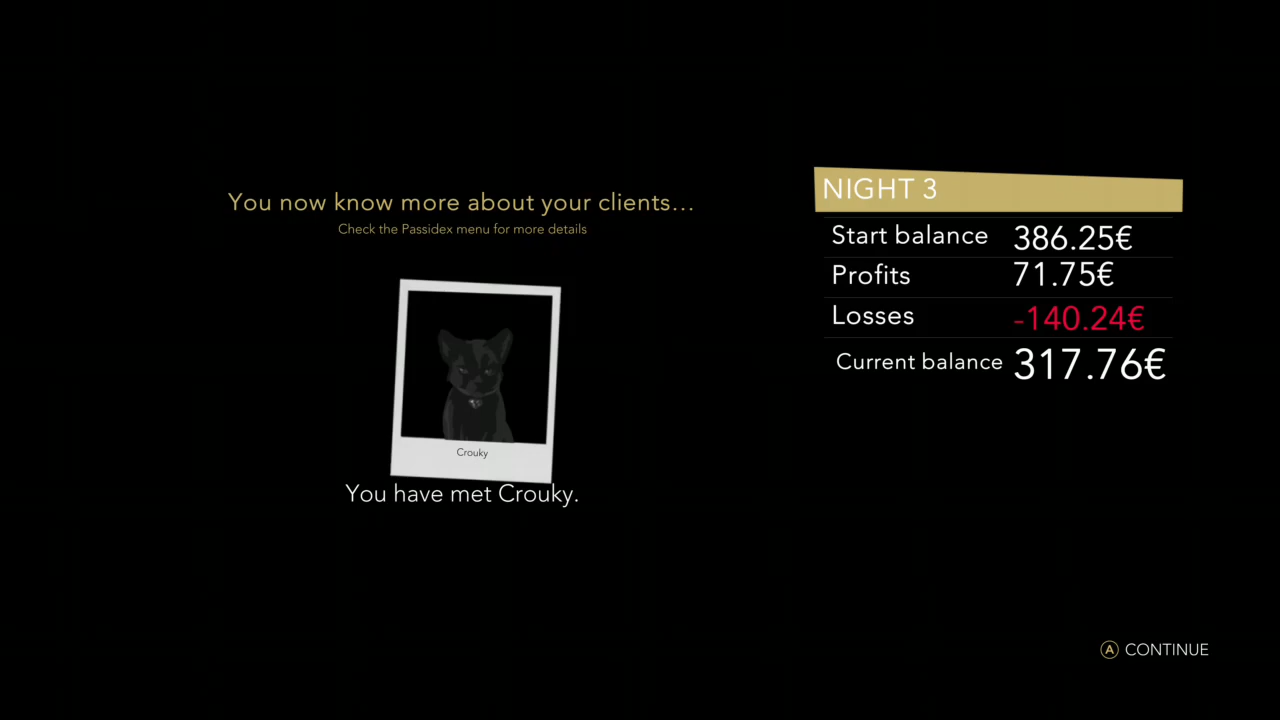 You now know more about your clients...
Check the Passidex menu for more details
Crouky
You have met Crouky.
NIGHT 3
Start balance 386.25€
Profits 71.75€
Losses -140.24€
Current balance 317.76€
A CONTINUE